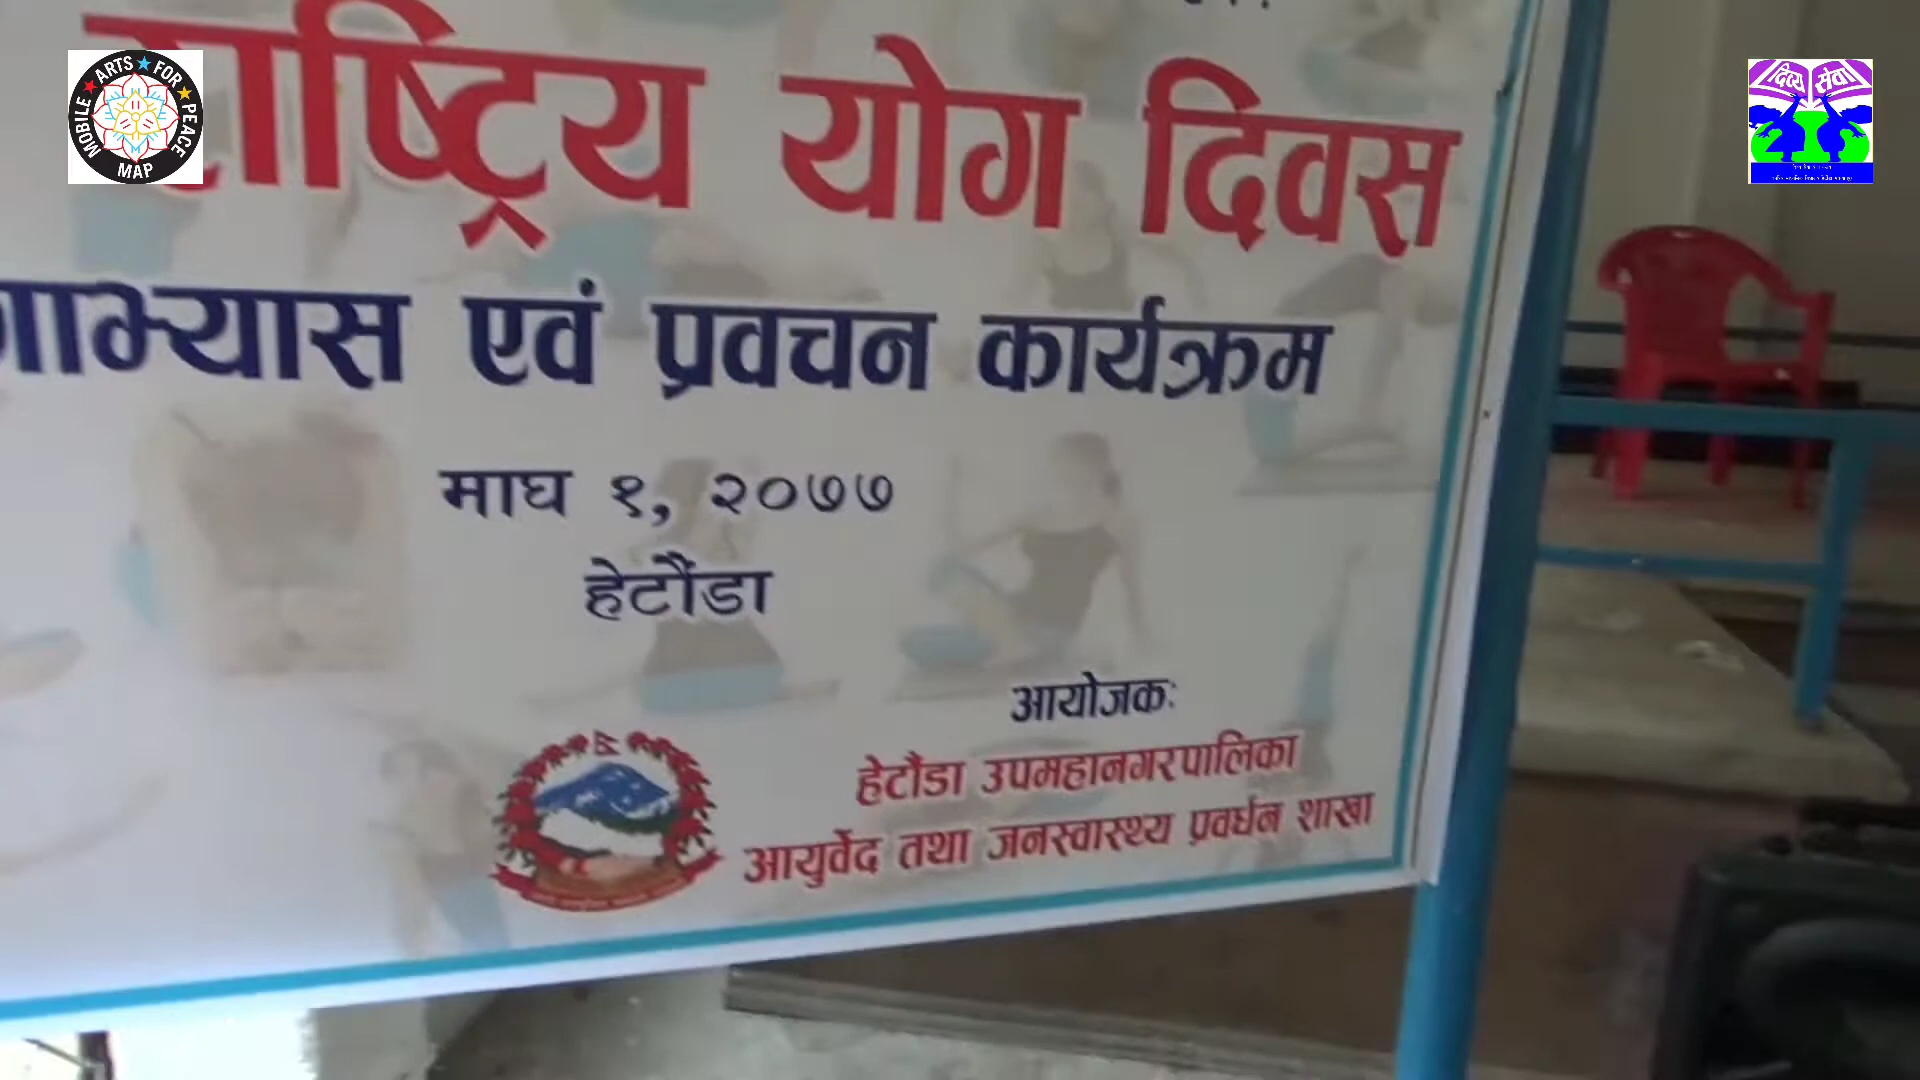 MOBILE ★ ARTS ★ FOR ★ PEACE
MAP
दिव्य सेवा
राष्ट्रिय योग दिवस
गाभ्यास एवं प्रवचन कार्यक्रम
माघ १, २०७७
हेटौंडा
आयोजक:
हेटौंडा उपमहानगरपालिका
आयुर्वेद तथा जनस्वास्थ्य प्रवर्धन शाखा